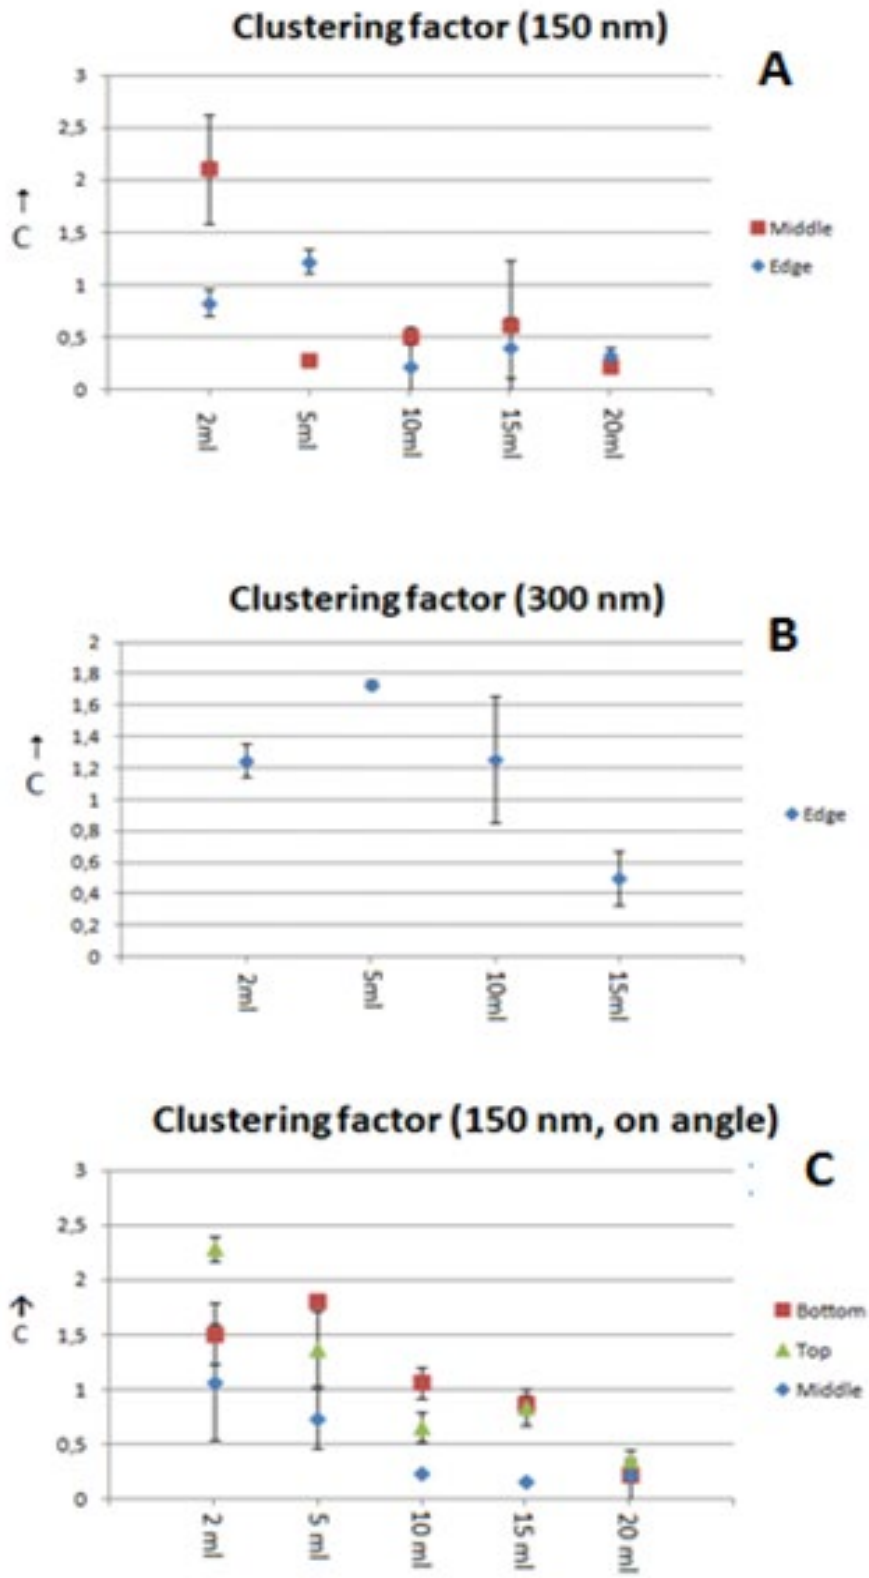 Clustering factor (150 nm)
A
3
2,5
2
1,5
1
0,5
0
↑
C
2ml
5ml
10ml
15ml
20ml
Middle
Edge
Clustering factor (300 nm)
B
2
1,8
1,6
1,4
1,2
1
0,8
0,6
0,4
0,2
0
↑
C
2ml
5ml
10ml
15ml
Edge
Clustering factor (150 nm, on angle)
C
3
2,5
2
1,5
1
0,5
0
←
C
2 ml
5 ml
10 ml
15 ml
20 ml
Bottom
Top
Middle